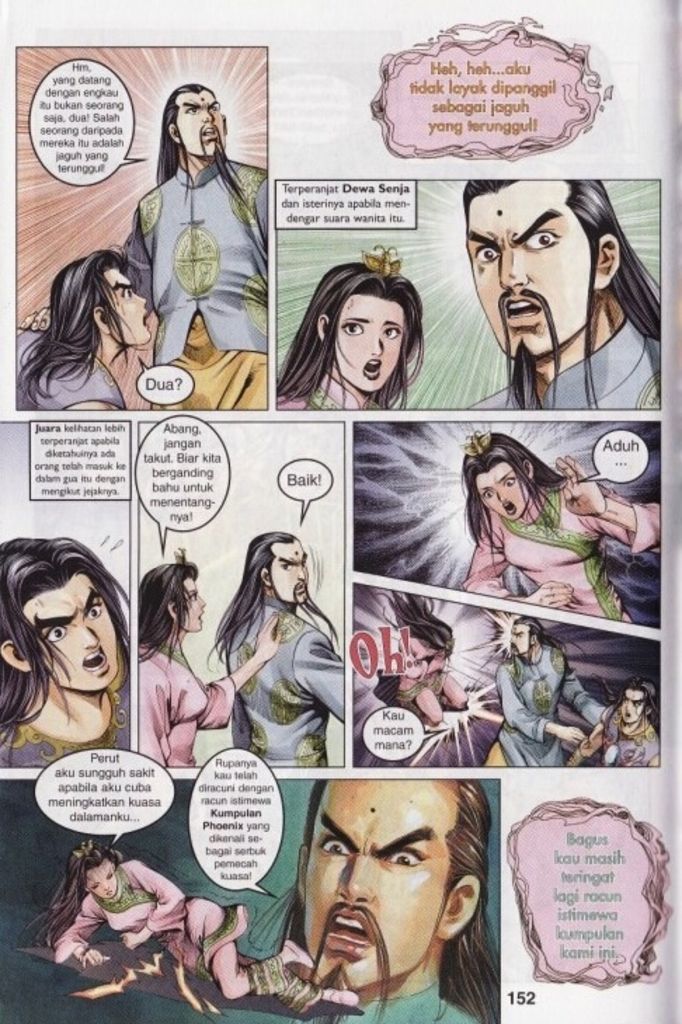 Hm,
yang datang
dengan engkau
itu bukan seorang
saja, dua! Salah
seorang daripada
mereka itu adalah
jaguh yang
terunggul!
Dua?
Heh, heh...aku
tidak layak dipanggil
sebagai jaguh
yang terunggul!
Terperanjat Dewa Senja
dan isterinya apabila men-
dengar suara wanita itu.
Juara kelihatan lebih
terperanjat apabila
diketahuinya ada
orang telah masuk ke
dalam gua itu dengan
mengikut jejaknya.
Abang,
jangan
takut. Biar kita
berganding
bahu untuk
menentang-
nya!
Baik!
Aduh
...
Oh!
Kau
macam
mana?
Perut
aku sungguh sakit
apabila aku cuba
meningkatkan kuasa
dalamanku...
Rupanya
kau telah
diracuni dengan
racun istimewa
Kumpulan
Phoenix yang
dikenali se-
bagai serbuk
pemecah
kuasa!
Bagus
kau masih
teringat
lagi racun
istimewa
kumpulan
kami ini.
152